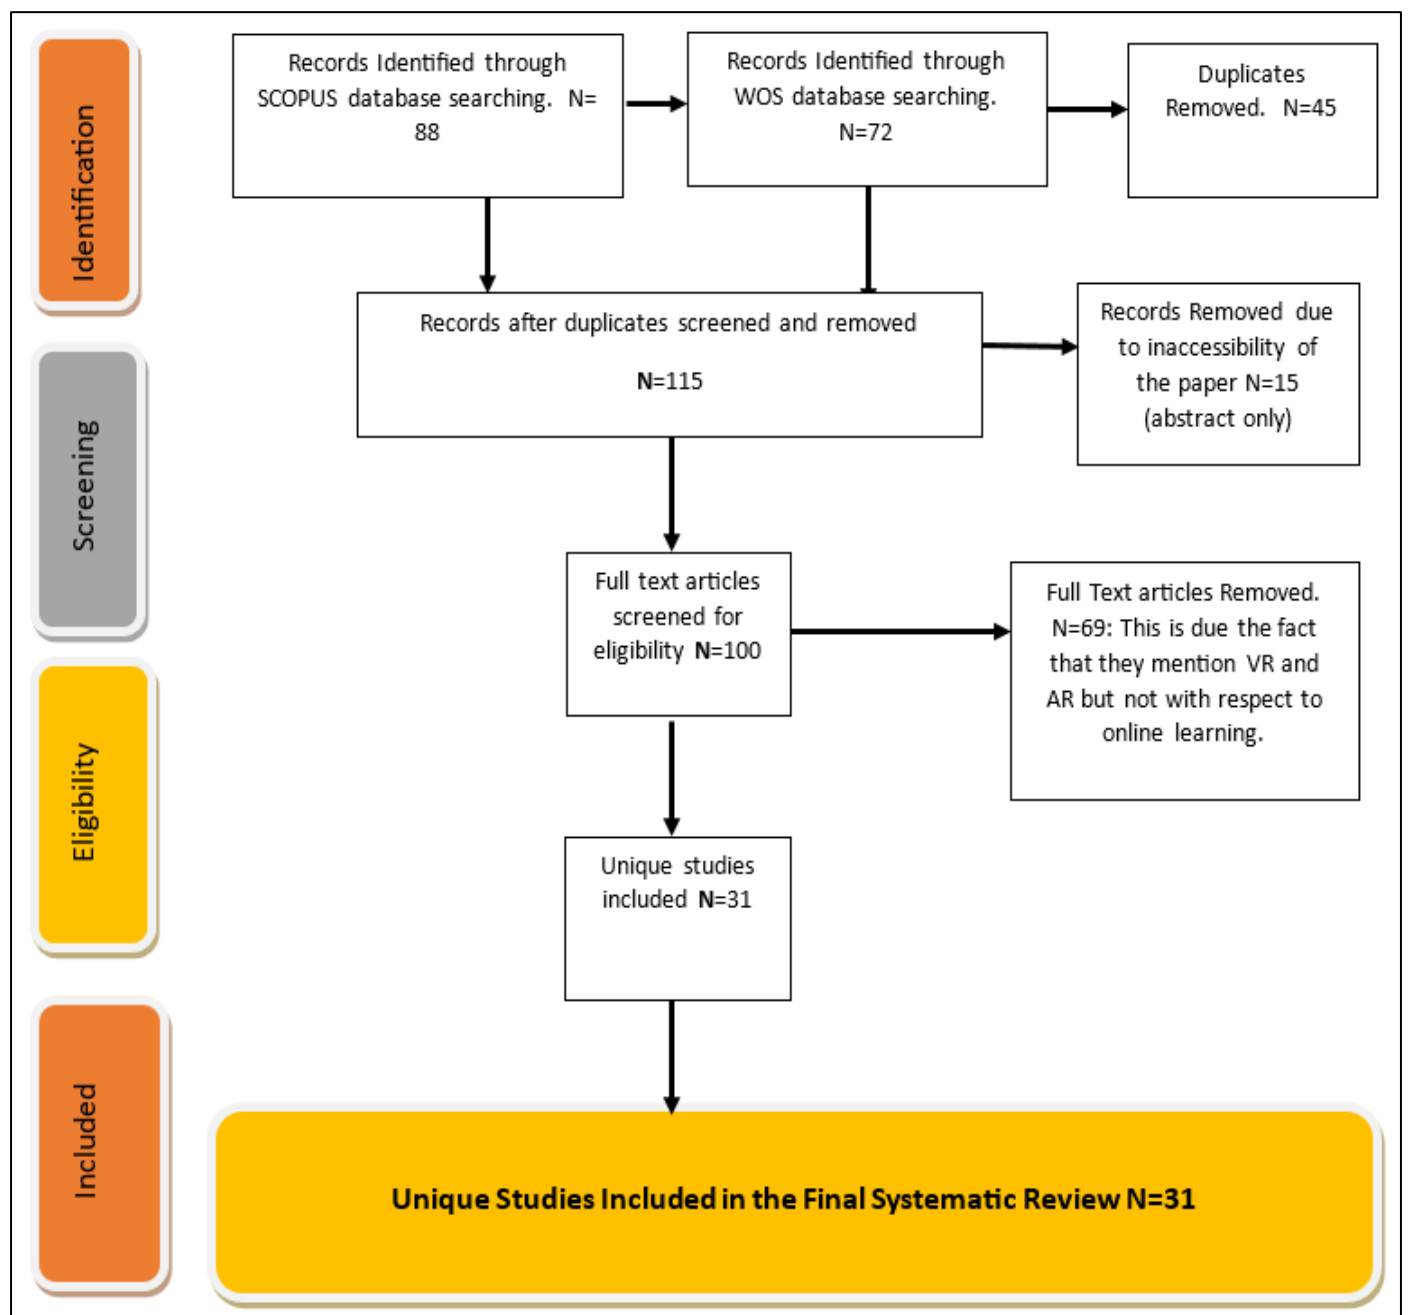 Identification
Records Identified through
SCOPUS database searching. N=
88
Records Identified through
WOS database searching.
N=72
Duplicates
Removed. N=45
Records after duplicates screened and removed
N=115
Records Removed due
to inaccessibility of
the paper N=15
(abstract only)
Screening
Full text articles
screened for
eligibility N=100
Full Text articles Removed.
N=69: This is due the fact
that they mention VR and
AR but not with respect to
online learning.
Eligibility
Unique studies
included N=31
Included
Unique Studies Included in the Final Systematic Review N=31